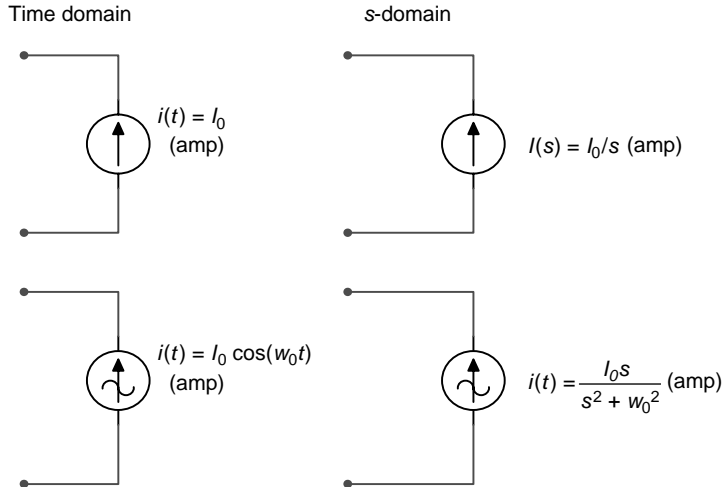 Time domain
s-domain
i(t) = I₀
(amp)
I(s) = I₀/s (amp)
i(t) = I₀ cos(w₀t)
(amp)
i(t) = I₀s / s² + w₀² (amp)